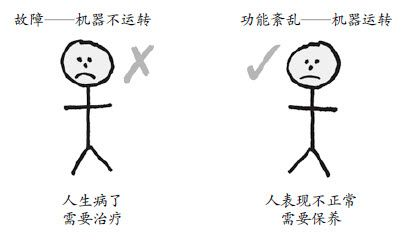 故障——机器不运转
功能紊乱——机器运转
人生病了
需要治疗
人表现不正常
需要保养